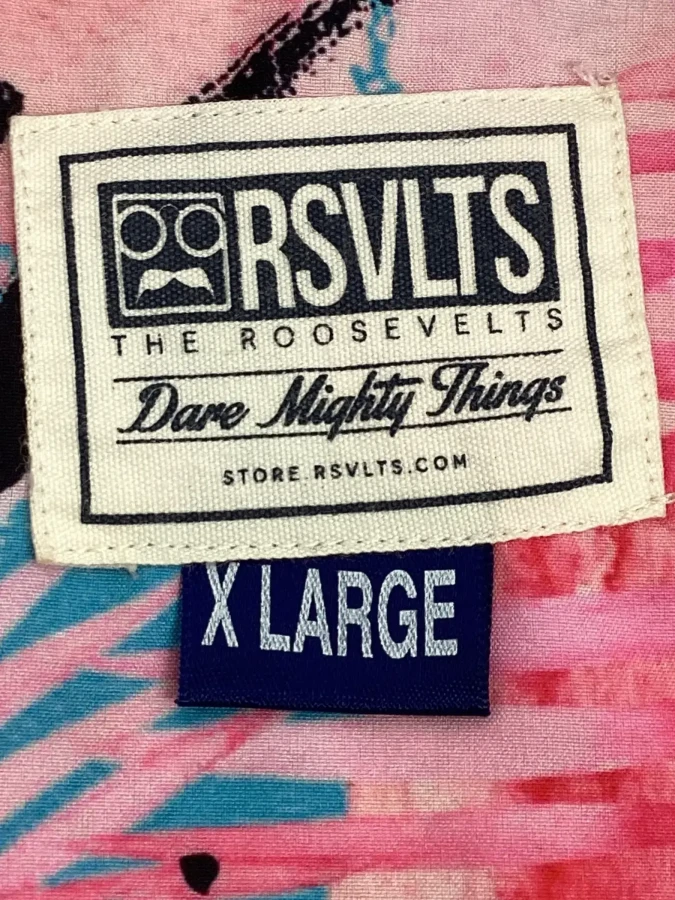 RSVLTS
THE ROOSEVELTS
Dare Mighty Things
STORE.RSVLTS.COM
X LARGE